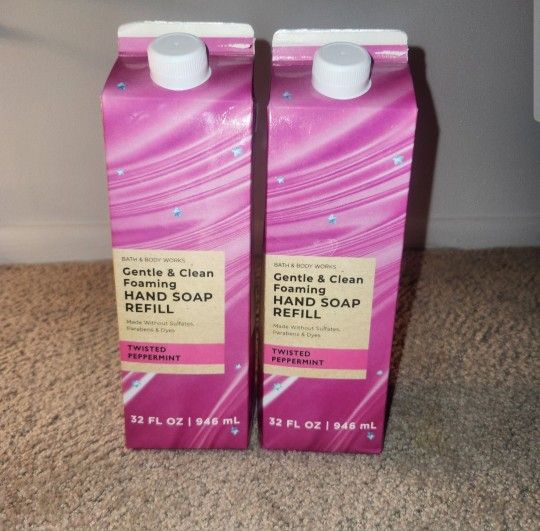 BATH & BODY WORKS
Gentle & Clean
Foaming
HAND SOAP
REFILL
Made Without Sulfates,
Parabens & Dyes
TWISTED
PEPPERMINT
32 FL OZ | 946 mL
BATH & BODY WORKS
Gentle & Clean
Foaming
HAND SOAP
REFILL
Made Without Sulfates,
Parabens & Dyes
TWISTED
PEPPERMINT
32 FL OZ | 946 mL